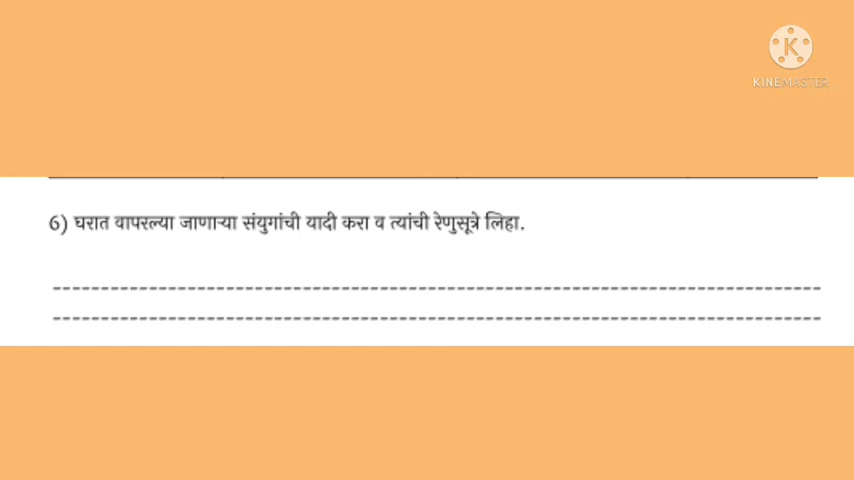 KINEMASTER
6) घरात वापरल्या जाणाऱ्या संयुगांची यादी करा व त्यांची रेणुसूत्रे लिहा.